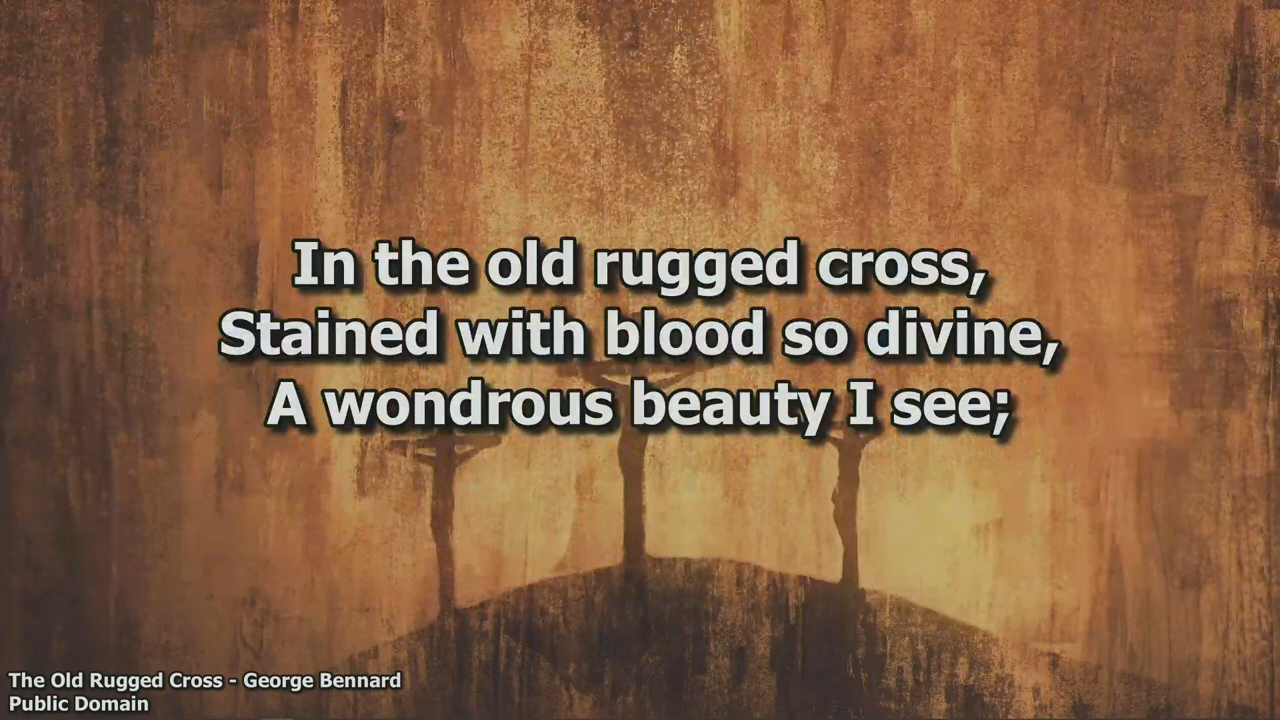 In the old rugged cross,
Stained with blood so divine,
A wondrous beauty I see;
The Old Rugged Cross - George Bennard
Public Domain